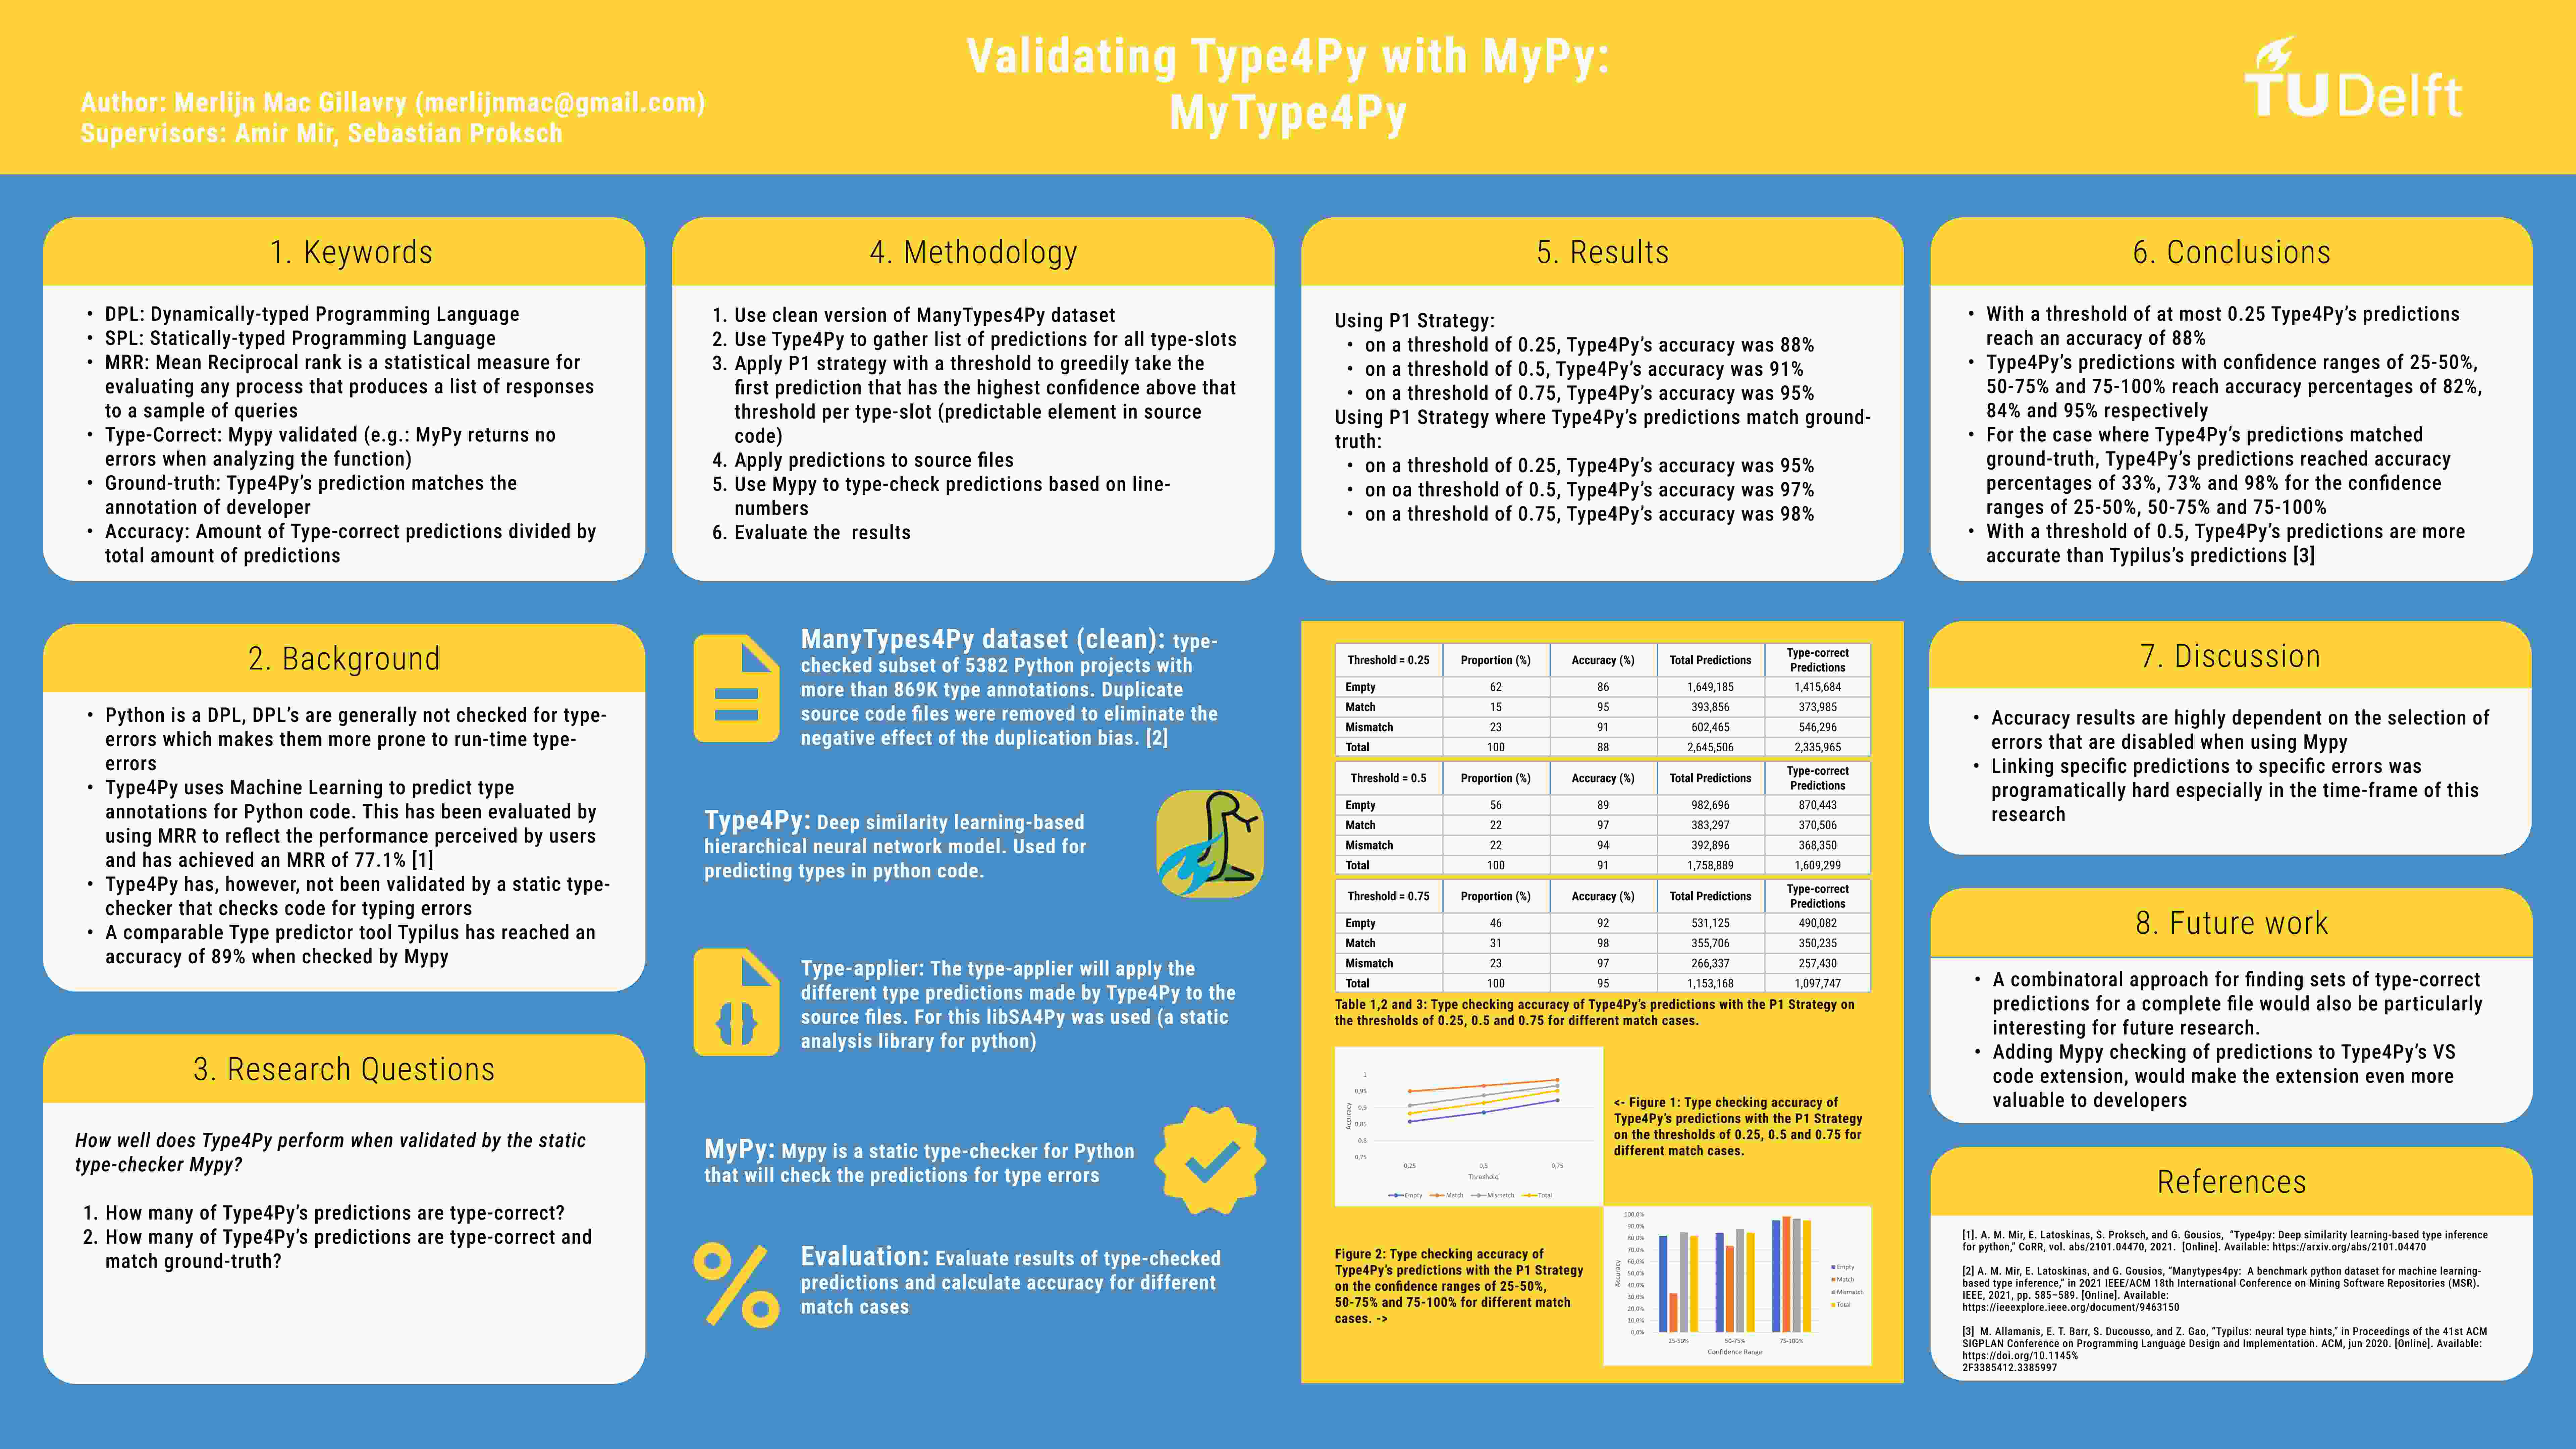 Validating Type4Py with MyPy:
MyType4Py
Author: Merlijn Mac Gillavry (merlijnmac@gmail.com)
Supervisors: Amir Mir, Sebastian Proksch
TUDelft
1. Keywords
• DPL: Dynamically-typed Programming Language
• SPL: Statically-typed Programming Language
• MRR: Mean Reciprocal rank is a statistical measure for
evaluating any process that produces a list of responses
to a sample of queries
• Type-Correct: Mypy validated (e.g.: MyPy returns no
errors when analyzing the function)
• Ground-truth: Type4Py's prediction matches the
annotation of developer
• Accuracy: Amount of Type-correct predictions divided by
total amount of predictions
2. Background
• Python is a DPL, DPL's are generally not checked for type-
errors which makes them more prone to run-time type-
errors
• Type4Py uses Machine Learning to predict type
annotations for Python code. This has been evaluated by
using MRR to reflect the performance perceived by users
and has achieved an MRR of 77.1% [1]
• Type4Py has, however, not been validated by a static type-
checker that checks code for typing errors
• A comparable Type predictor tool Typilus has reached an
accuracy of 89% when checked by Mypy
3. Research Questions
How well does Type4Py perform when validated by the static
type-checker Mypy?
1. How many of Type4Py's predictions are type-correct?
2. How many of Type4Py's predictions are type-correct and
match ground-truth?
4. Methodology
1. Use clean version of ManyTypes4Py dataset
2. Use Type4Py to gather list of predictions for all type-slots
3. Apply P1 strategy with a threshold to greedily take the
first prediction that has the highest confidence above that
threshold per type-slot (predictable element in source
code)
4. Apply predictions to source files
5. Use Mypy to type-check predictions based on line-
numbers
6. Evaluate the results
ManyTypes4Py dataset (clean): type-
checked subset of 5382 Python projects with
more than 869K type annotations. Duplicate
source code files were removed to eliminate the
negative effect of the duplication bias. [2]
Type4Py: Deep similarity learning-based
hierarchical neural network model. Used for
predicting types in python code.
Type-applier: The type-applier will apply the
different type predictions made by Type4Py to the
source files. For this libSA4Py was used (a static
analysis library for python)
MyPy: Mypy is a static type-checker for Python
that will check the predictions for type errors
Evaluation: Evaluate results of type-checked
predictions and calculate accuracy for different
match cases
5. Results
Using P1 Strategy:
• on a threshold of 0.25, Type4Py's accuracy was 88%
• on a threshold of 0.5, Type4Py's accuracy was 91%
• on a threshold of 0.75, Type4Py's accuracy was 95%
Using P1 Strategy where Type4Py's predictions match ground-
truth:
• on a threshold of 0.25, Type4Py's accuracy was 95%
• on oa threshold of 0.5, Type4Py's accuracy was 97%
• on a threshold of 0.75, Type4Py's accuracy was 98%
Threshold = 0.25 Proportion (%) Accuracy (%) Total Predictions Type-correct Predictions
Empty 62 86 1,649,185 1,415,684
Match 15 95 393,856 373,985
Mismatch 23 91 602,465 546,296
Total 100 88 2,645,506 2,335,965
Threshold = 0.5 Proportion (%) Accuracy (%) Total Predictions Type-correct Predictions
Empty 56 89 982,696 870,443
Match 22 97 383,297 370,506
Mismatch 22 94 392,896 368,350
Total 100 91 1,758,889 1,609,299
Threshold = 0.75 Proportion (%) Accuracy (%) Total Predictions Type-correct Predictions
Empty 46 92 531,125 490,082
Match 31 98 355,706 350,235
Mismatch 23 97 266,337 257,430
Total 100 95 1,153,168 1,097,747
Table 1,2 and 3: Type checking accuracy of Type4Py's predictions with the P1 Strategy on
the thresholds of 0.25, 0.5 and 0.75 for different match cases.
1
0,95
0,9
0,85
0,8
0,75
Accuracy
0,25 0,5 0,75
Threshold
Empty Match Mismatch Total
<- Figure 1: Type checking accuracy of
Type4Py's predictions with the P1 Strategy
on the thresholds of 0.25, 0.5 and 0.75 for
different match cases.
Figure 2: Type checking accuracy of
Type4Py's predictions with the P1 Strategy
on the confidence ranges of 25-50%,
50-75% and 75-100% for different match
cases. ->
100,0%
90,0%
80,0%
70,0%
60,0%
50,0%
40,0%
30,0%
20,0%
10,0%
0,0%
Accuracy
25-50% 50-75% 75-100%
Confidence Range
Empty
Match
Mismatch
Total
6. Conclusions
• With a threshold of at most 0.25 Type4Py's predictions
reach an accuracy of 88%
• Type4Py's predictions with confidence ranges of 25-50%,
50-75% and 75-100% reach accuracy percentages of 82%,
84% and 95% respectively
• For the case where Type4Py's predictions matched
ground-truth, Type4Py's predictions reached accuracy
percentages of 33%, 73% and 98% for the confidence
ranges of 25-50%, 50-75% and 75-100%
• With a threshold of 0.5, Type4Py's predictions are more
accurate than Typilus's predictions [3]
7. Discussion
• Accuracy results are highly dependent on the selection of
errors that are disabled when using Mypy
• Linking specific predictions to specific errors was
programatically hard especially in the time-frame of this
research
8. Future work
• A combinatoral approach for finding sets of type-correct
predictions for a complete file would also be particularly
interesting for future research.
• Adding Mypy checking of predictions to Type4Py's VS
code extension, would make the extension even more
valuable to developers
References
[1]. A. M. Mir, E. Latoskinas, S. Proksch, and G. Gousios, "Type4py: Deep similarity learning-based type inference
for python," CoRR, vol. abs/2101.04470, 2021. [Online]. Available: https://arxiv.org/abs/2101.04470
[2] A. M. Mir, E. Latoskinas, and G. Gousios, "Manytypes4py: A benchmark python dataset for machine learning-
based type inference," in 2021 IEEE/ACM 18th International Conference on Mining Software Repositories (MSR).
IEEE, 2021, pp. 585–589. [Online]. Available:
https://ieeexplore.ieee.org/document/9463150
[3] M. Allamanis, E. T. Barr, S. Ducousso, and Z. Gao, "Typilus: neural type hints," in Proceedings of the 41st ACM
SIGPLAN Conference on Programming Language Design and Implementation. ACM, jun 2020. [Online]. Available:
https://doi.org/10.1145%
2F3385412.3385997